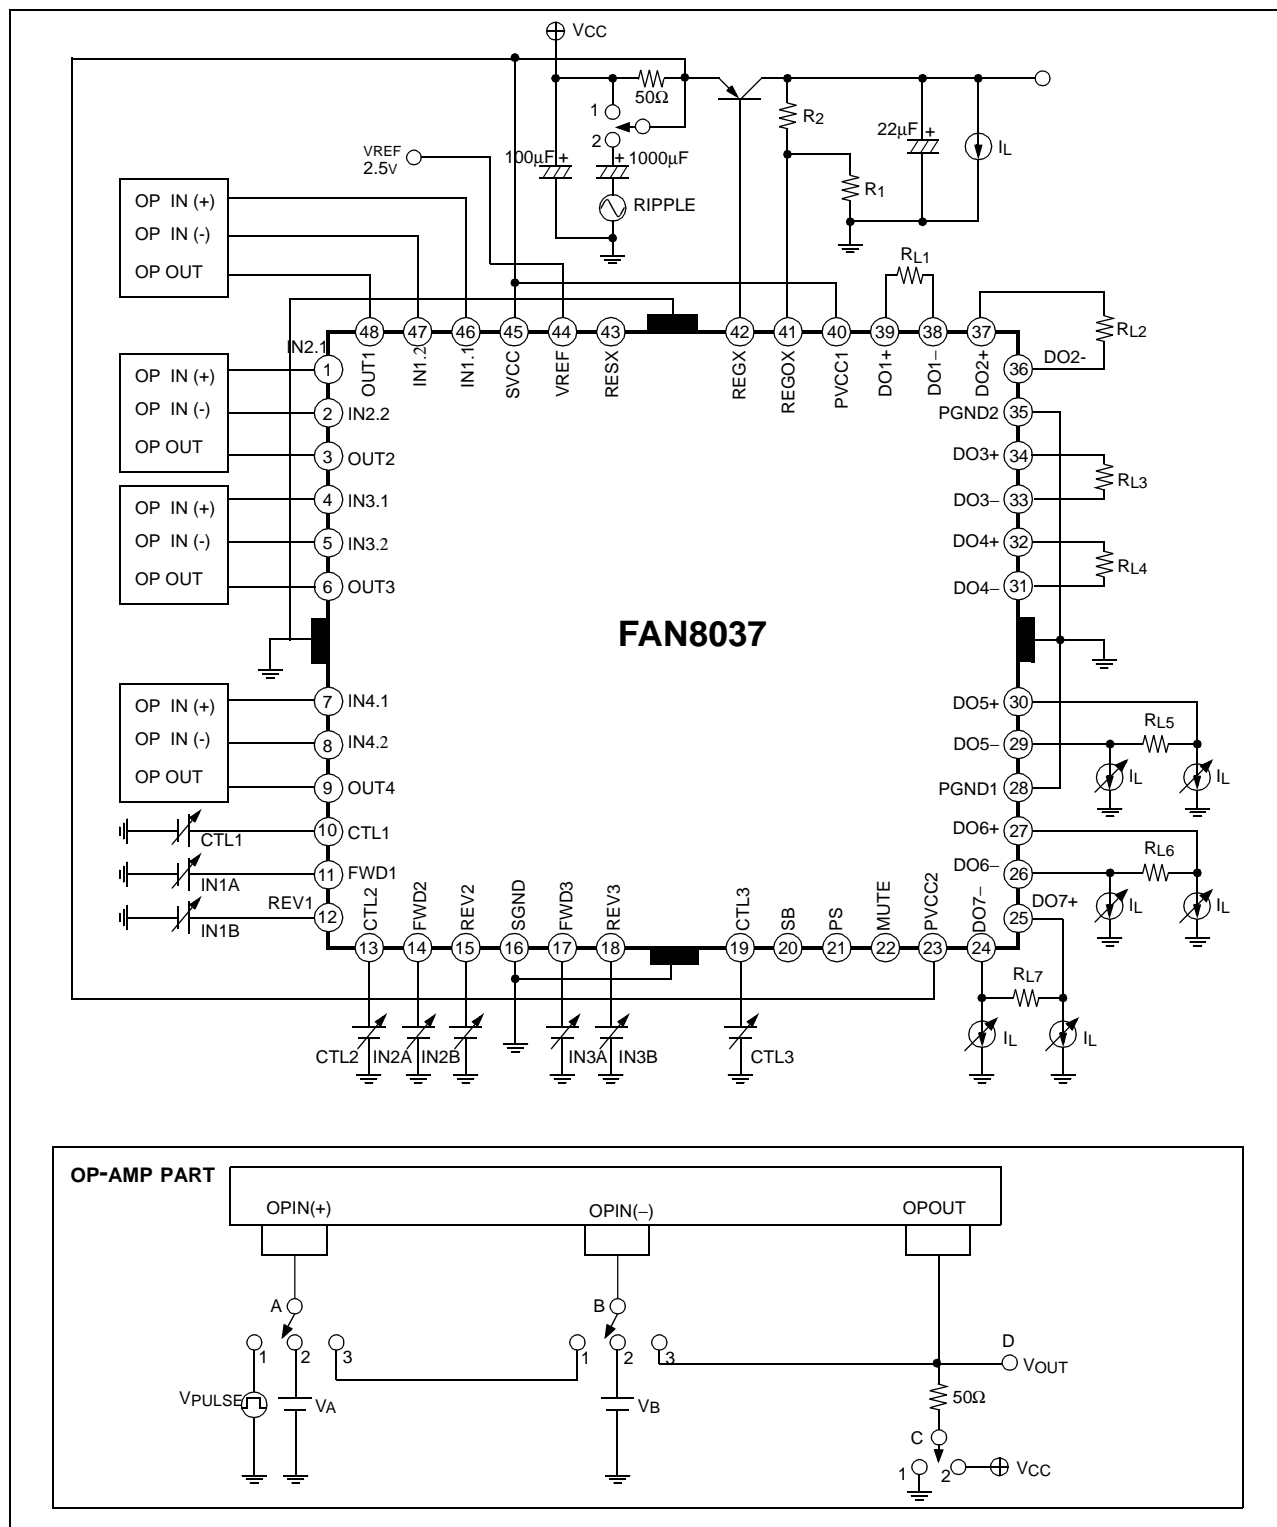 VCC
50Ω
1
2
R2
22µF +
IL
VREF
2.5V
100µF +
+ 1000µF
R1
RIPPLE
OP IN (+)
OP IN (-)
OP OUT
RL1
RL2
48 47 46 45 44 43 42 41 40 39 38 37
OUT1 IN1.2 IN1.1 SVCC VREF RESX REGX REGOX PVCC1 DO1+ DO1− DO2+
IN2.1
1
36 DO2-
OP IN (+)
OP IN (-)
OP OUT
2 IN2.2
PGND2 35
3 OUT2
DO3+ 34
RL3
OP IN (+)
OP IN (-)
OP OUT
4 IN3.1
DO3− 33
5 IN3.2
DO4+ 32
RL4
6 OUT3
DO4− 31
FAN8037
OP IN (+)
OP IN (-)
OP OUT
7 IN4.1
DO5+ 30
RL5
8 IN4.2
DO5− 29
IL
IL
9 OUT4
PGND1 28
CTL1
10 CTL1
DO6+ 27
RL6
IN1A
11 FWD1
DO6− 26
IL
IL
IN1B
REV1
12
DO7+
25
CTL2 FWD2 REV2 SGND FWD3 REV3 CTL3 SB PS MUTE PVCC2 DO7−
13 14 15 16 17 18 19 20 21 22 23 24
RL7
CTL2 IN2A IN2B IN3A IN3B CTL3
IL
IL
OP-AMP PART
OPIN(+)
OPIN(−)
OPOUT
A
B
1 2 3
1 2 3
D
VOUT
VPULSE
VA
VB
50Ω
C
1 2
VCC